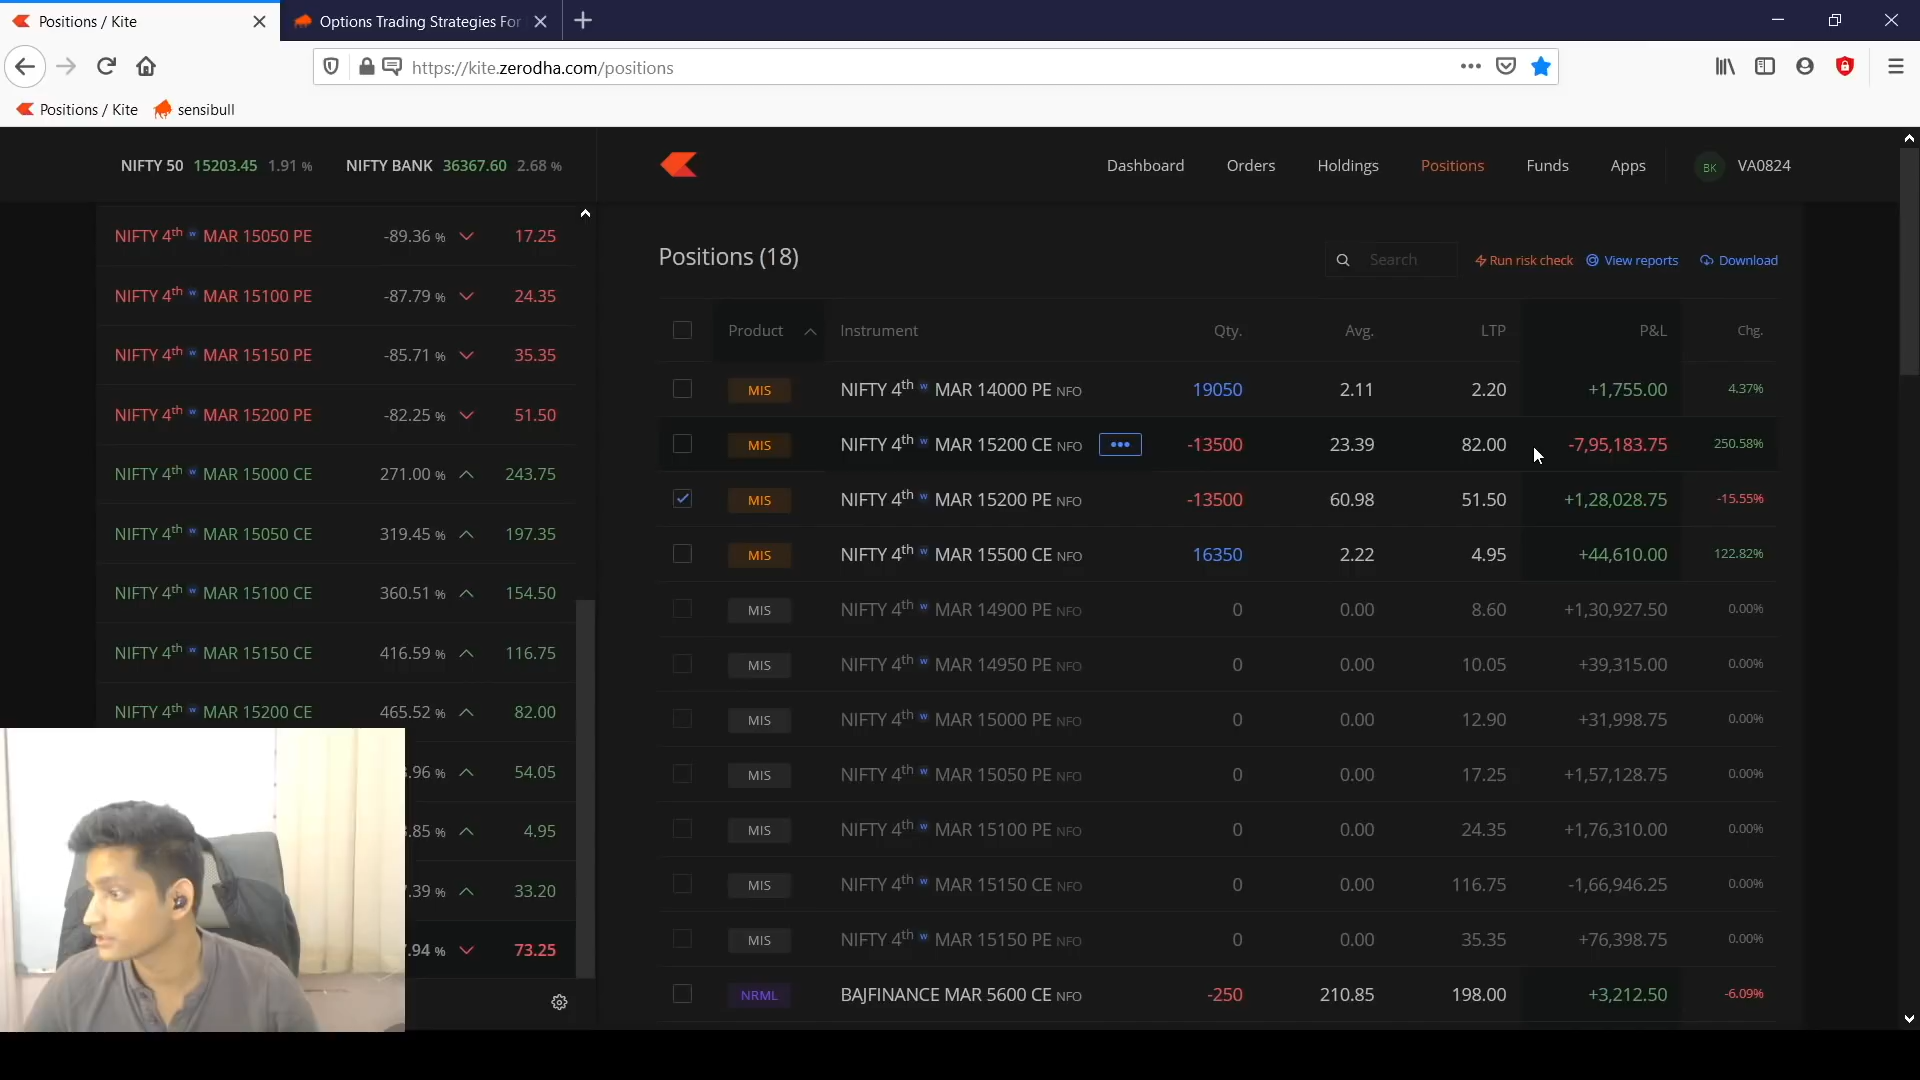 Positions / Kite
Options Trading Strategies For
https://kite.zerodha.com/positions
Positions / Kite
sensibull
NIFTY 50 15203.45 1.91 %
NIFTY BANK 36367.60 2.68 %
Dashboard
Orders
Holdings
Positions
Funds
Apps
BK
VA0824
NIFTY 4th w MAR 15050 PE -89.36 % 17.25
NIFTY 4th w MAR 15100 PE -87.79 % 24.35
NIFTY 4th w MAR 15150 PE -85.71 % 35.35
NIFTY 4th w MAR 15200 PE -82.25 % 51.50
NIFTY 4th w MAR 15000 CE 271.00 % 243.75
NIFTY 4th w MAR 15050 CE 319.45 % 197.35
NIFTY 4th w MAR 15100 CE 360.51 % 154.50
NIFTY 4th w MAR 15150 CE 416.59 % 116.75
NIFTY 4th w MAR 15200 CE 465.52 % 82.00
.96 % 54.05
.85 % 4.95
.39 % 33.20
.94 % 73.25
Positions (18)
Search
Run risk check
View reports
Download
Product Instrument Qty. Avg. LTP P&L Chg.
MIS NIFTY 4th w MAR 14000 PE NFO 19050 2.11 2.20 +1,755.00 4.37%
MIS NIFTY 4th w MAR 15200 CE NFO ••• -13500 23.39 82.00 -7,95,183.75 250.58%
MIS NIFTY 4th w MAR 15200 PE NFO -13500 60.98 51.50 +1,28,028.75 -15.55%
MIS NIFTY 4th w MAR 15500 CE NFO 16350 2.22 4.95 +44,610.00 122.82%
MIS NIFTY 4th w MAR 14900 PE NFO 0 0.00 8.60 +1,30,927.50 0.00%
MIS NIFTY 4th w MAR 14950 PE NFO 0 0.00 10.05 +39,315.00 0.00%
MIS NIFTY 4th w MAR 15000 PE NFO 0 0.00 12.90 +31,998.75 0.00%
MIS NIFTY 4th w MAR 15050 PE NFO 0 0.00 17.25 +1,57,128.75 0.00%
MIS NIFTY 4th w MAR 15100 PE NFO 0 0.00 24.35 +1,76,310.00 0.00%
MIS NIFTY 4th w MAR 15150 CE NFO 0 0.00 116.75 -1,66,946.25 0.00%
MIS NIFTY 4th w MAR 15150 PE NFO 0 0.00 35.35 +76,398.75 0.00%
NRML BAJFINANCE MAR 5600 CE NFO -250 210.85 198.00 +3,212.50 -6.09%